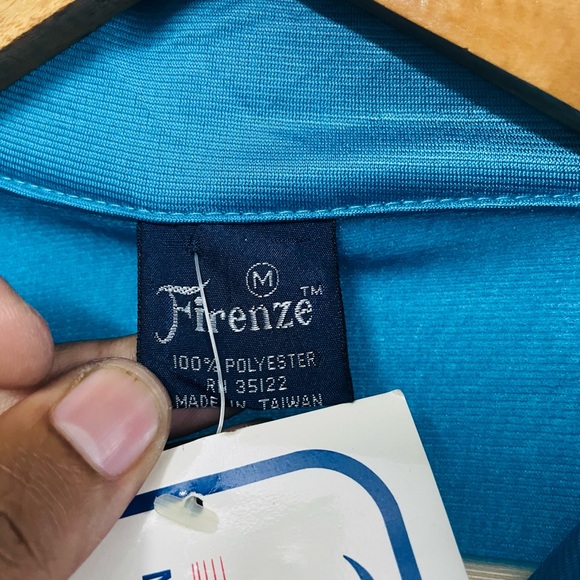 M
Firenze™
100% POLYESTER
RN 35122
MADE IN TAIWAN